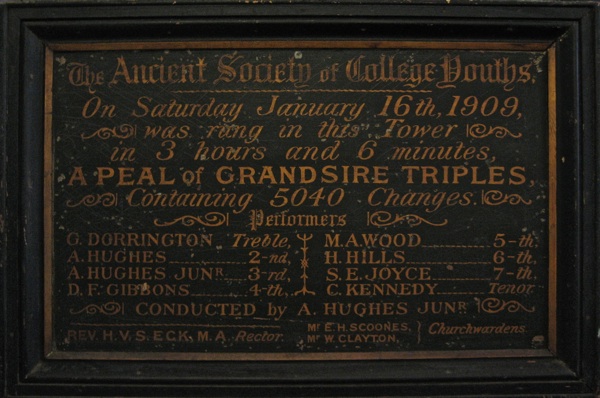 The Ancient Society of College Youths.
On Saturday January 16th, 1909,
was rung in this Tower
in 3 hours and 6 minutes,
A PEAL of GRANDSIRE TRIPLES,
Containing 5040 Changes.
Performers
G. DORRINGTON Treble,
A. HUGHES 2-nd,
A. HUGHES JUNR 3-rd,
D. F. GIBBONS 4-th,
M. A. WOOD 5-th,
H. HILLS 6-th,
S. E. JOYCE 7-th,
C. KENNEDY Tenor
CONDUCTED by A. HUGHES JUNR
REV. H. V. S. ECK, M.A. Rector.
Mr E. H. SCOONES,
Mr W. CLAYTON,
Churchwardens.